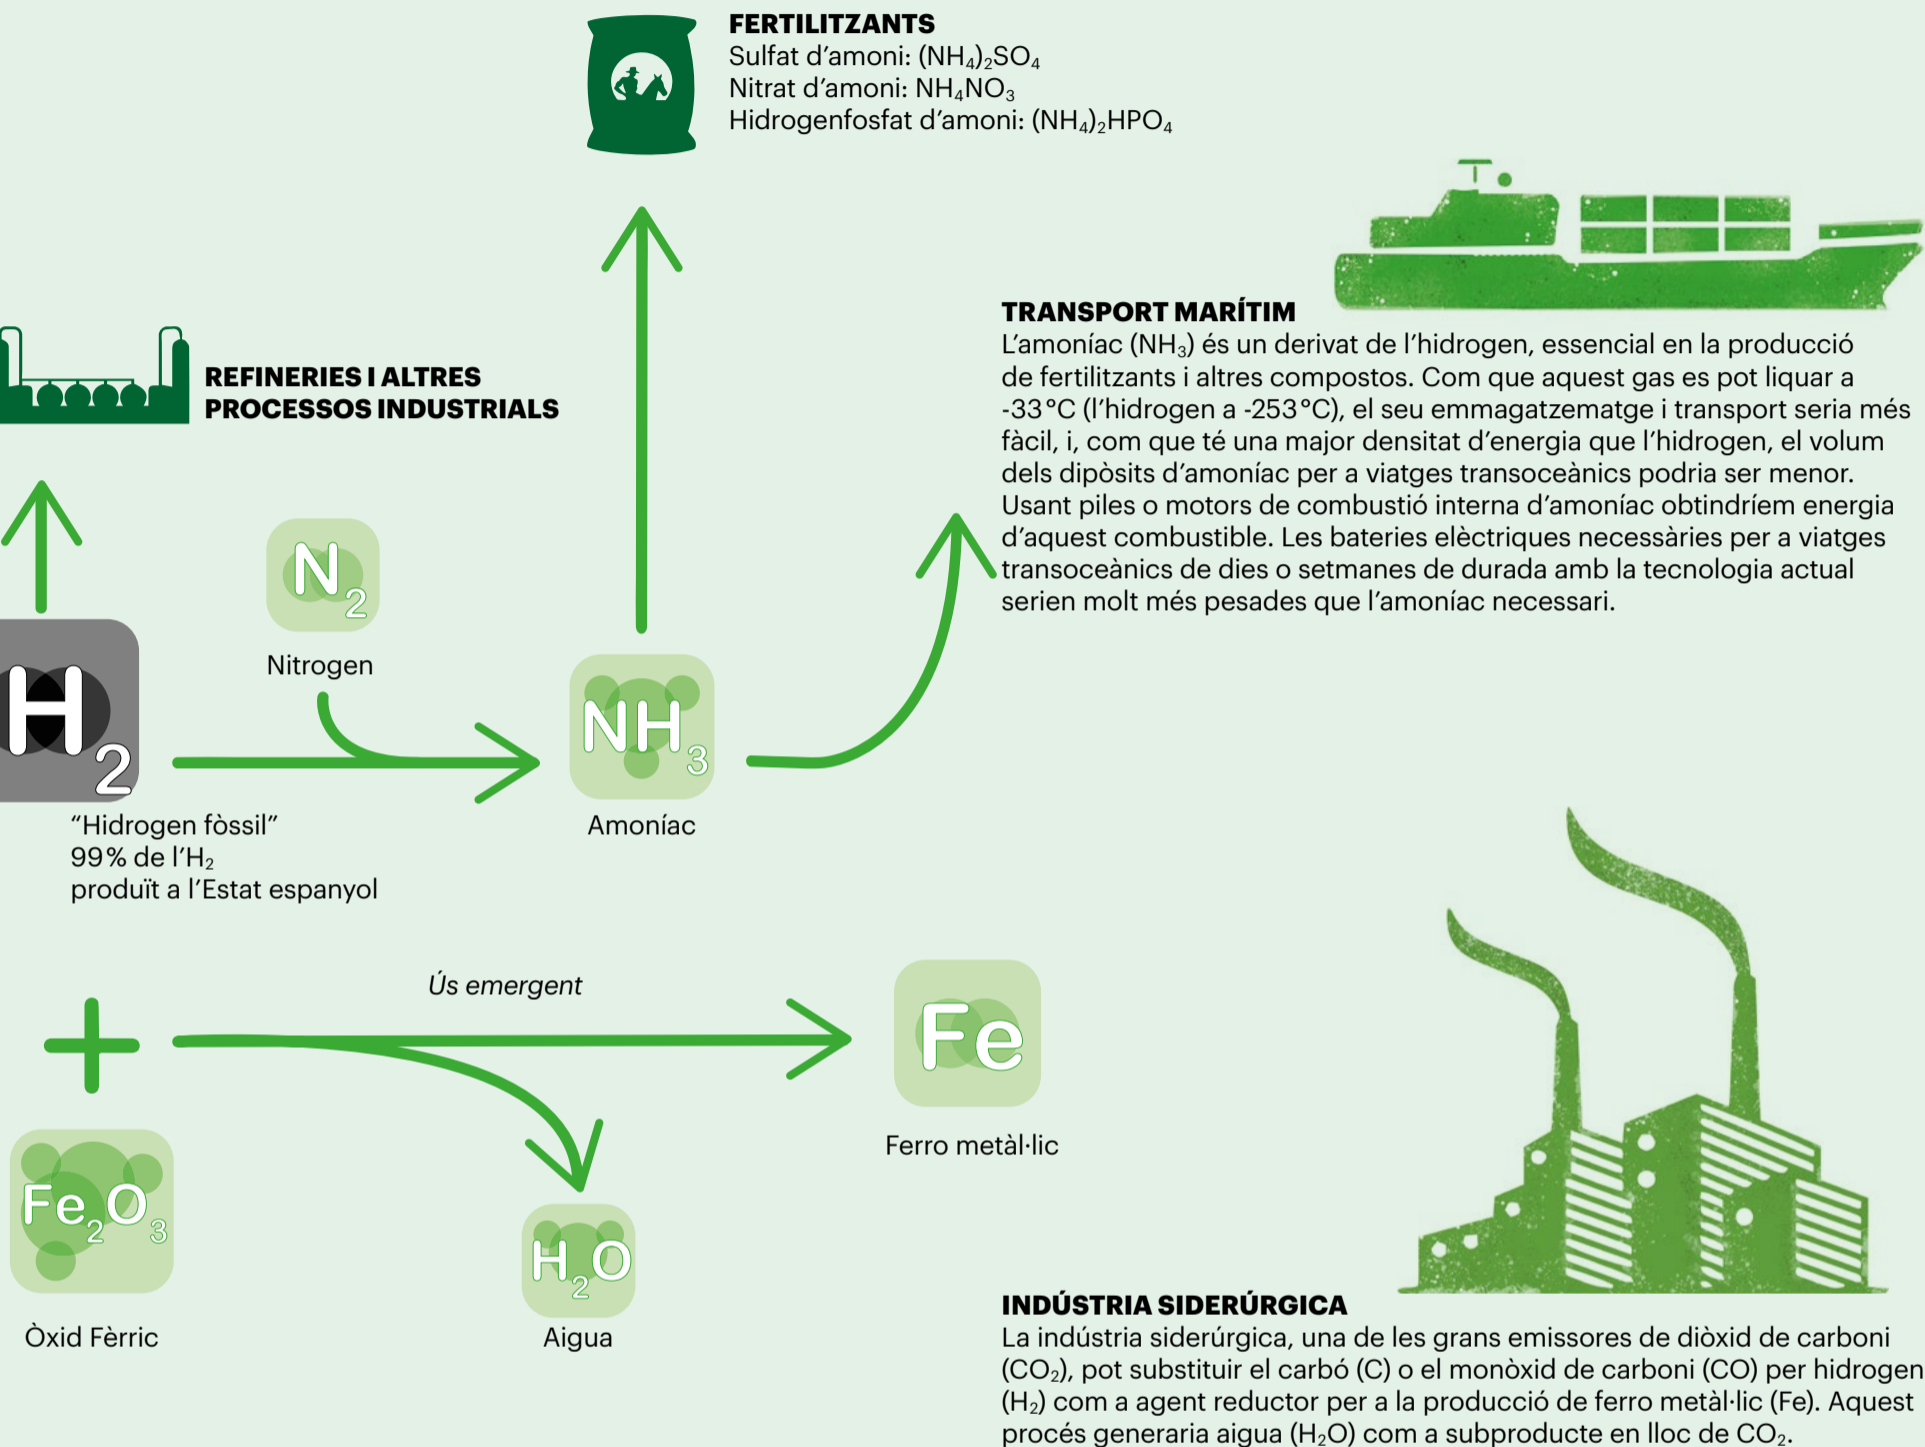 FERTILITZANTS
Sulfat d’amoni: (NH₄)₂SO₄
Nitrat d’amoni: NH₄NO₃
Hidrogenfosfat d’amoni: (NH₄)₂HPO₄
TRANSPORT MARÍTIM
L’amoníac (NH₃) és un derivat de l’hidrogen, essencial en la producció
de fertilitzants i altres compostos. Com que aquest gas es pot liquar a
-33 °C (l’hidrogen a -253 °C), el seu emmagatzematge i transport seria més
fàcil, i, com que té una major densitat d’energia que l’hidrogen, el volum
dels dipòsits d’amoníac per a viatges transoceànics podria ser menor.
Usant piles o motors de combustió interna d’amoníac obtindríem energia
d’aquest combustible. Les bateries elèctriques necessàries per a viatges
transoceànics de dies o setmanes de durada amb la tecnologia actual
serien molt més pesades que l’amoníac necessari.
REFINERIES I ALTRES
PROCESSOS INDUSTRIALS
N₂
Nitrogen
H₂
“Hidrogen fòssil”
99% de l’H₂
produït a l’Estat espanyol
NH₃
Amoníac
Ús emergent
+
Fe
Ferro metàl·lic
Fe₂O₃
Òxid Fèrric
H₂O
Aigua
INDÚSTRIA SIDERÚRGICA
La indústria siderúrgica, una de les grans emissores de diòxid de carboni
(CO₂), pot substituir el carbó (C) o el monòxid de carboni (CO) per hidrogen
(H₂) com a agent reductor per a la producció de ferro metàl·lic (Fe). Aquest
procés generaria aigua (H₂O) com a subproducte en lloc de CO₂.